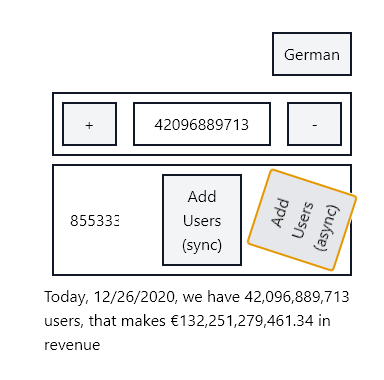 German
+ 42096889713 -
855333
Add
Users
(sync)
Add
Users
(async)
Today, 12/26/2020, we have 42,096,889,713
users, that makes €132,251,279,461.34 in
revenue